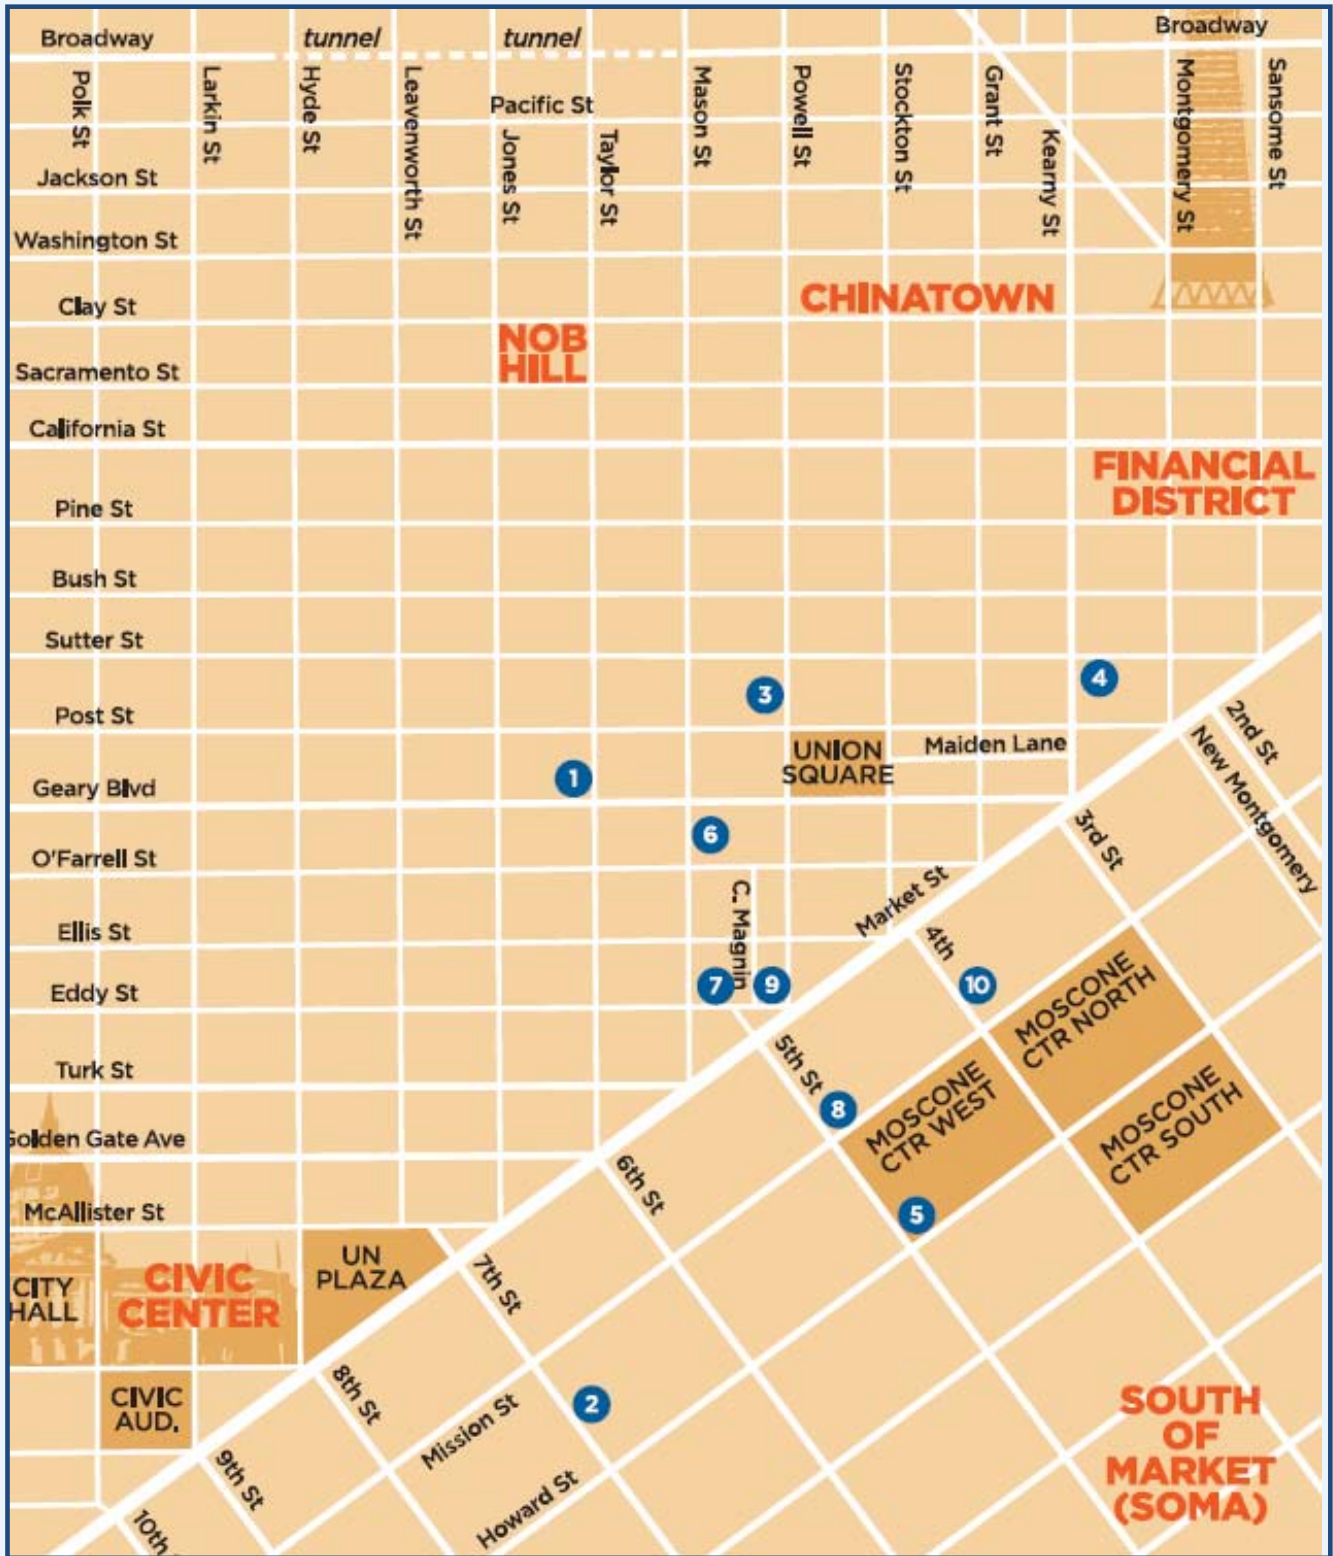 Broadway
tunnel
tunnel
Broadway
Polk St
Larkin St
Hyde St
Leavenworth St
Pacific St
Jones St
Taylor St
Mason St
Powell St
Stockton St
Grant St
Kearny St
Montgomery St
Sansome St
Jackson St
Washington St
Clay St
CHINATOWN
NOB
HILL
Sacramento St
California St
FINANCIAL
DISTRICT
Pine St
Bush St
Sutter St
4
3
Post St
2nd St
New Montgomery
UNION
SQUARE
Maiden Lane
1
Geary Blvd
6
3rd St
O'Farrell St
C. Magnin
Market St
Ellis St
4th
7
9
10
Eddy St
MOSCONE
CTR NORTH
5th St
Turk St
8
MOSCONE
CTR WEST
MOSCONE
CTR SOUTH
Golden Gate Ave
6th St
McAllister St
5
UN
PLAZA
CITY
HALL
CIVIC
CENTER
7th St
8th St
CIVIC
AUD.
2
Mission St
SOUTH
OF
MARKET
(SOMA)
9th St
Howard St
10th